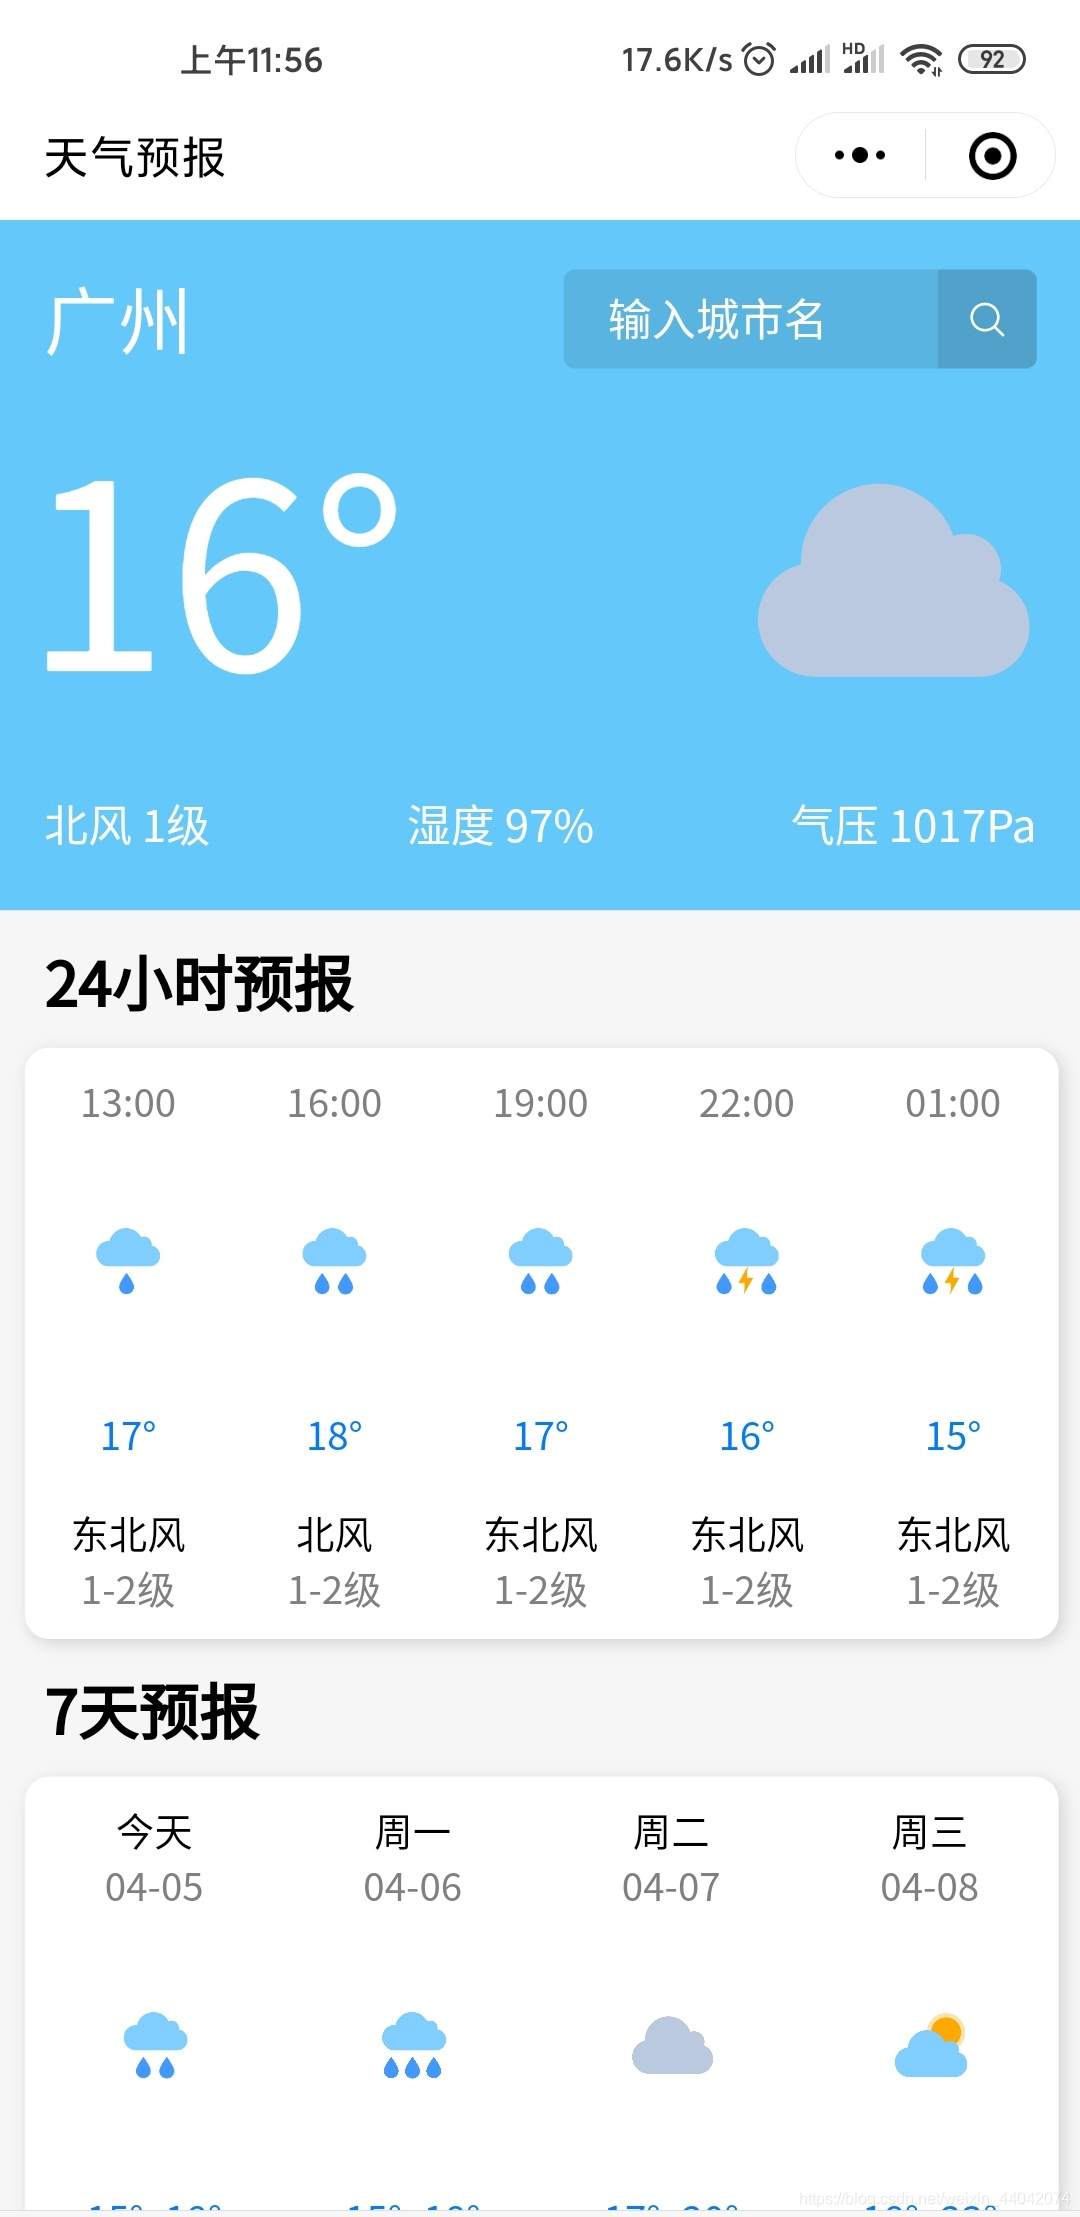 上午11:56 17.6K/s HD 92
天气预报
广州 输入城市名
16°
北风 1级 湿度 97% 气压 1017Pa
24小时预报
13:00 16:00 19:00 22:00 01:00
17° 18° 17° 16° 15°
东北风 北风 东北风 东北风 东北风
1-2级 1-2级 1-2级 1-2级 1-2级
7天预报
今天 周一 周二 周三
04-05 04-06 04-07 04-08
https://blog.csdn.net/weixin_44042074